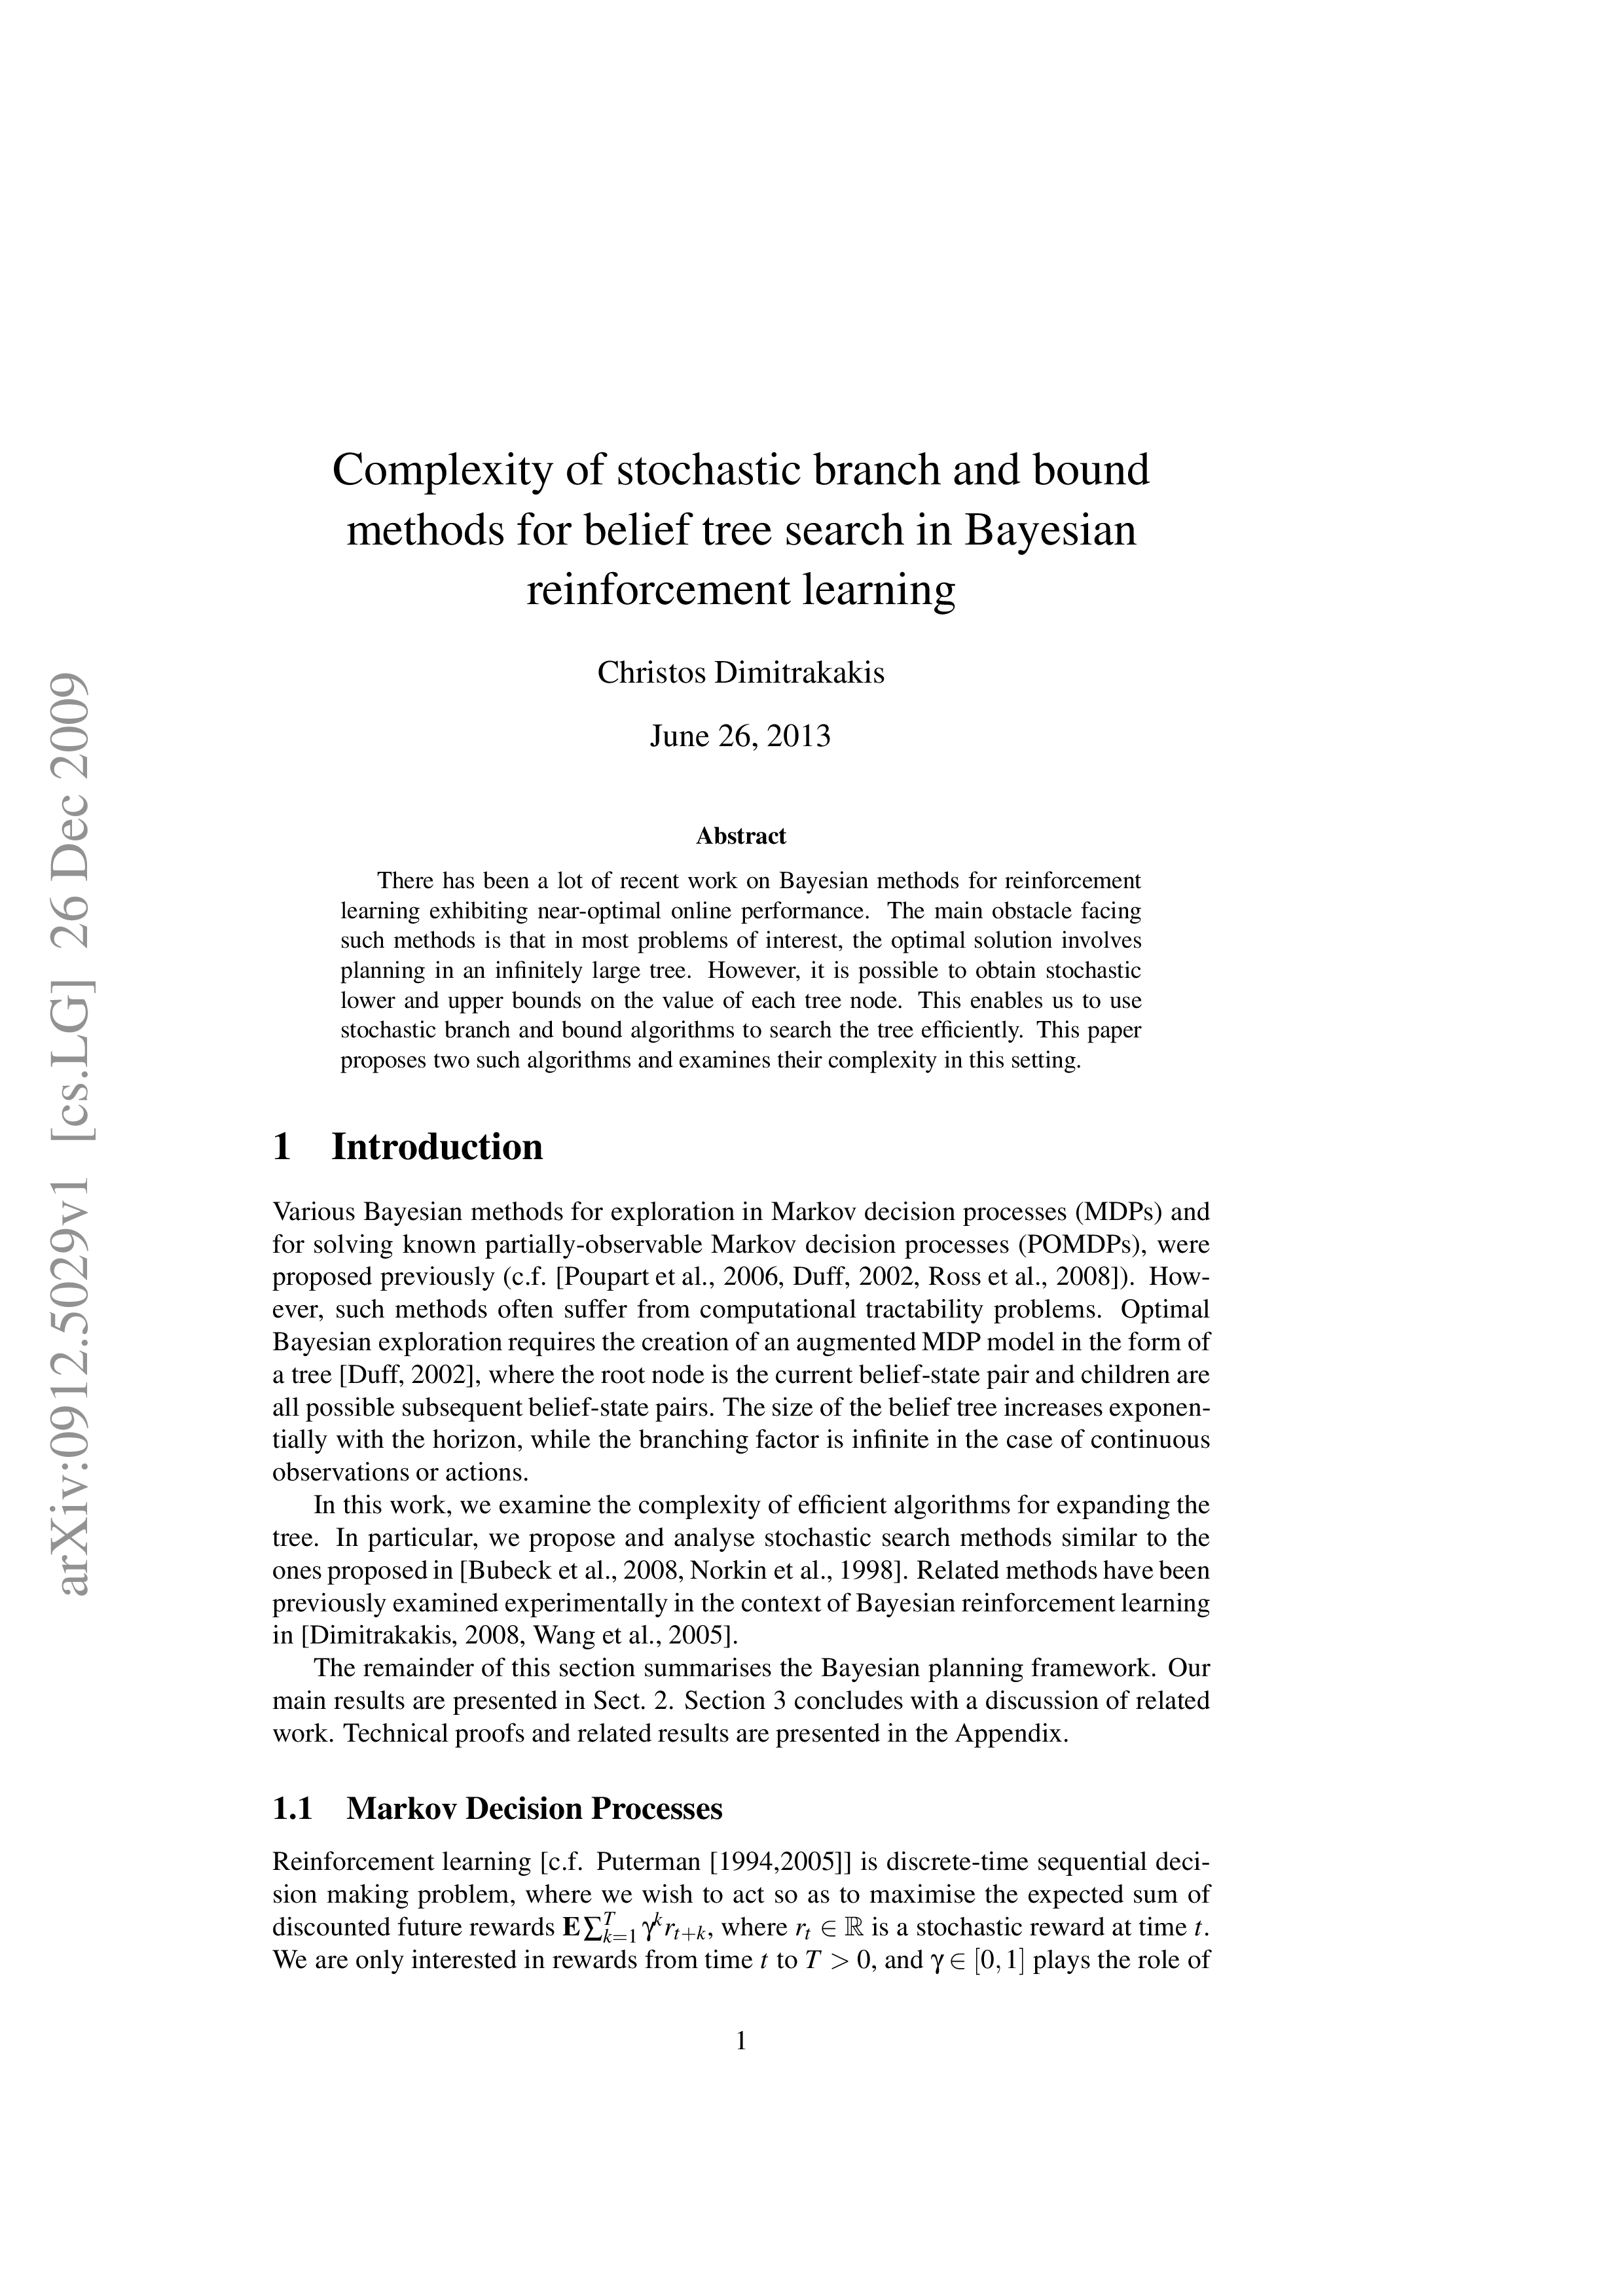 arXiv:0912.5029v1 [cs.LG] 26 Dec 2009
Complexity of stochastic branch and bound
methods for belief tree search in Bayesian
reinforcement learning
Christos Dimitrakakis
June 26, 2013
Abstract
There has been a lot of recent work on Bayesian methods for reinforcement
learning exhibiting near-optimal online performance. The main obstacle facing
such methods is that in most problems of interest, the optimal solution involves
planning in an infinitely large tree. However, it is possible to obtain stochastic
lower and upper bounds on the value of each tree node. This enables us to use
stochastic branch and bound algorithms to search the tree efficiently. This paper
proposes two such algorithms and examines their complexity in this setting.
1 Introduction
Various Bayesian methods for exploration in Markov decision processes (MDPs) and
for solving known partially-observable Markov decision processes (POMDPs), were
proposed previously (c.f. [Poupart et al., 2006, Duff, 2002, Ross et al., 2008]). How-
ever, such methods often suffer from computational tractability problems. Optimal
Bayesian exploration requires the creation of an augmented MDP model in the form of
a tree [Duff, 2002], where the root node is the current belief-state pair and children are
all possible subsequent belief-state pairs. The size of the belief tree increases exponen-
tially with the horizon, while the branching factor is infinite in the case of continuous
observations or actions.
In this work, we examine the complexity of efficient algorithms for expanding the
tree. In particular, we propose and analyse stochastic search methods similar to the
ones proposed in [Bubeck et al., 2008, Norkin et al., 1998]. Related methods have been
previously examined experimentally in the context of Bayesian reinforcement learning
in [Dimitrakakis, 2008, Wang et al., 2005].
The remainder of this section summarises the Bayesian planning framework. Our
main results are presented in Sect. 2. Section 3 concludes with a discussion of related
work. Technical proofs and related results are presented in the Appendix.
1.1 Markov Decision Processes
Reinforcement learning [c.f. Puterman [1994,2005]] is discrete-time sequential deci-
sion making problem, where we wish to act so as to maximise the expected sum of
discounted future rewards $\mathbf{E}\sum_{k=1}^{T} \gamma^k r_{t+k}$, where $r_t \in \mathbb{R}$ is a stochastic reward at time $t$.
We are only interested in rewards from time $t$ to $T > 0$, and $\gamma \in [0, 1]$ plays the role of
1